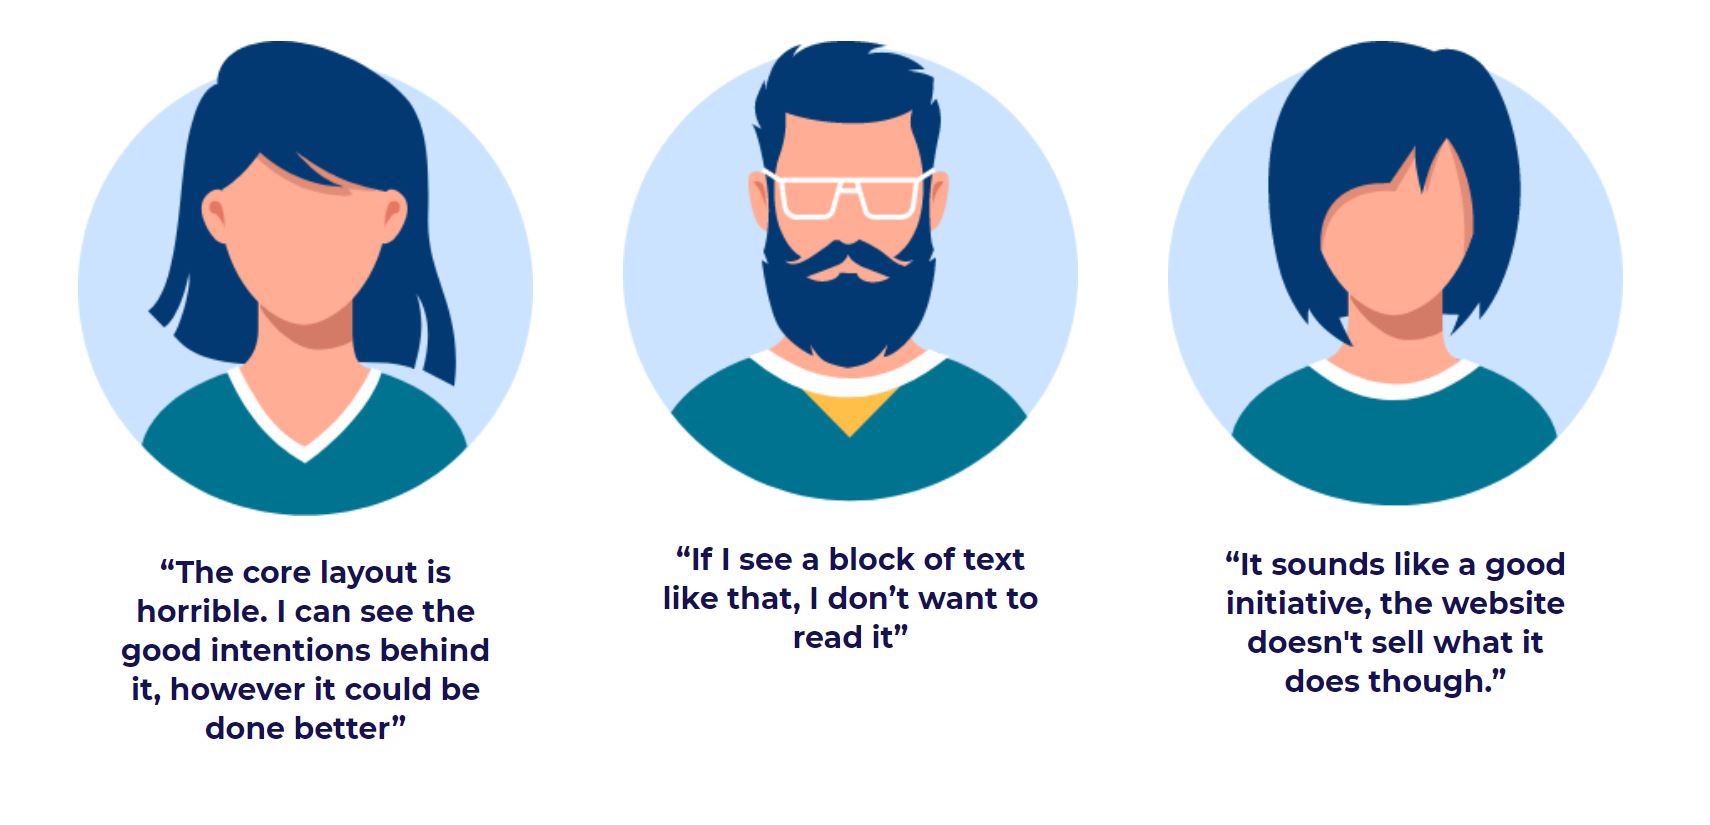 “The core layout is
horrible. I can see the
good intentions behind
it, however it could be
done better”
“If I see a block of text
like that, I don’t want to
read it”
“It sounds like a good
initiative, the website
doesn't sell what it
does though.”